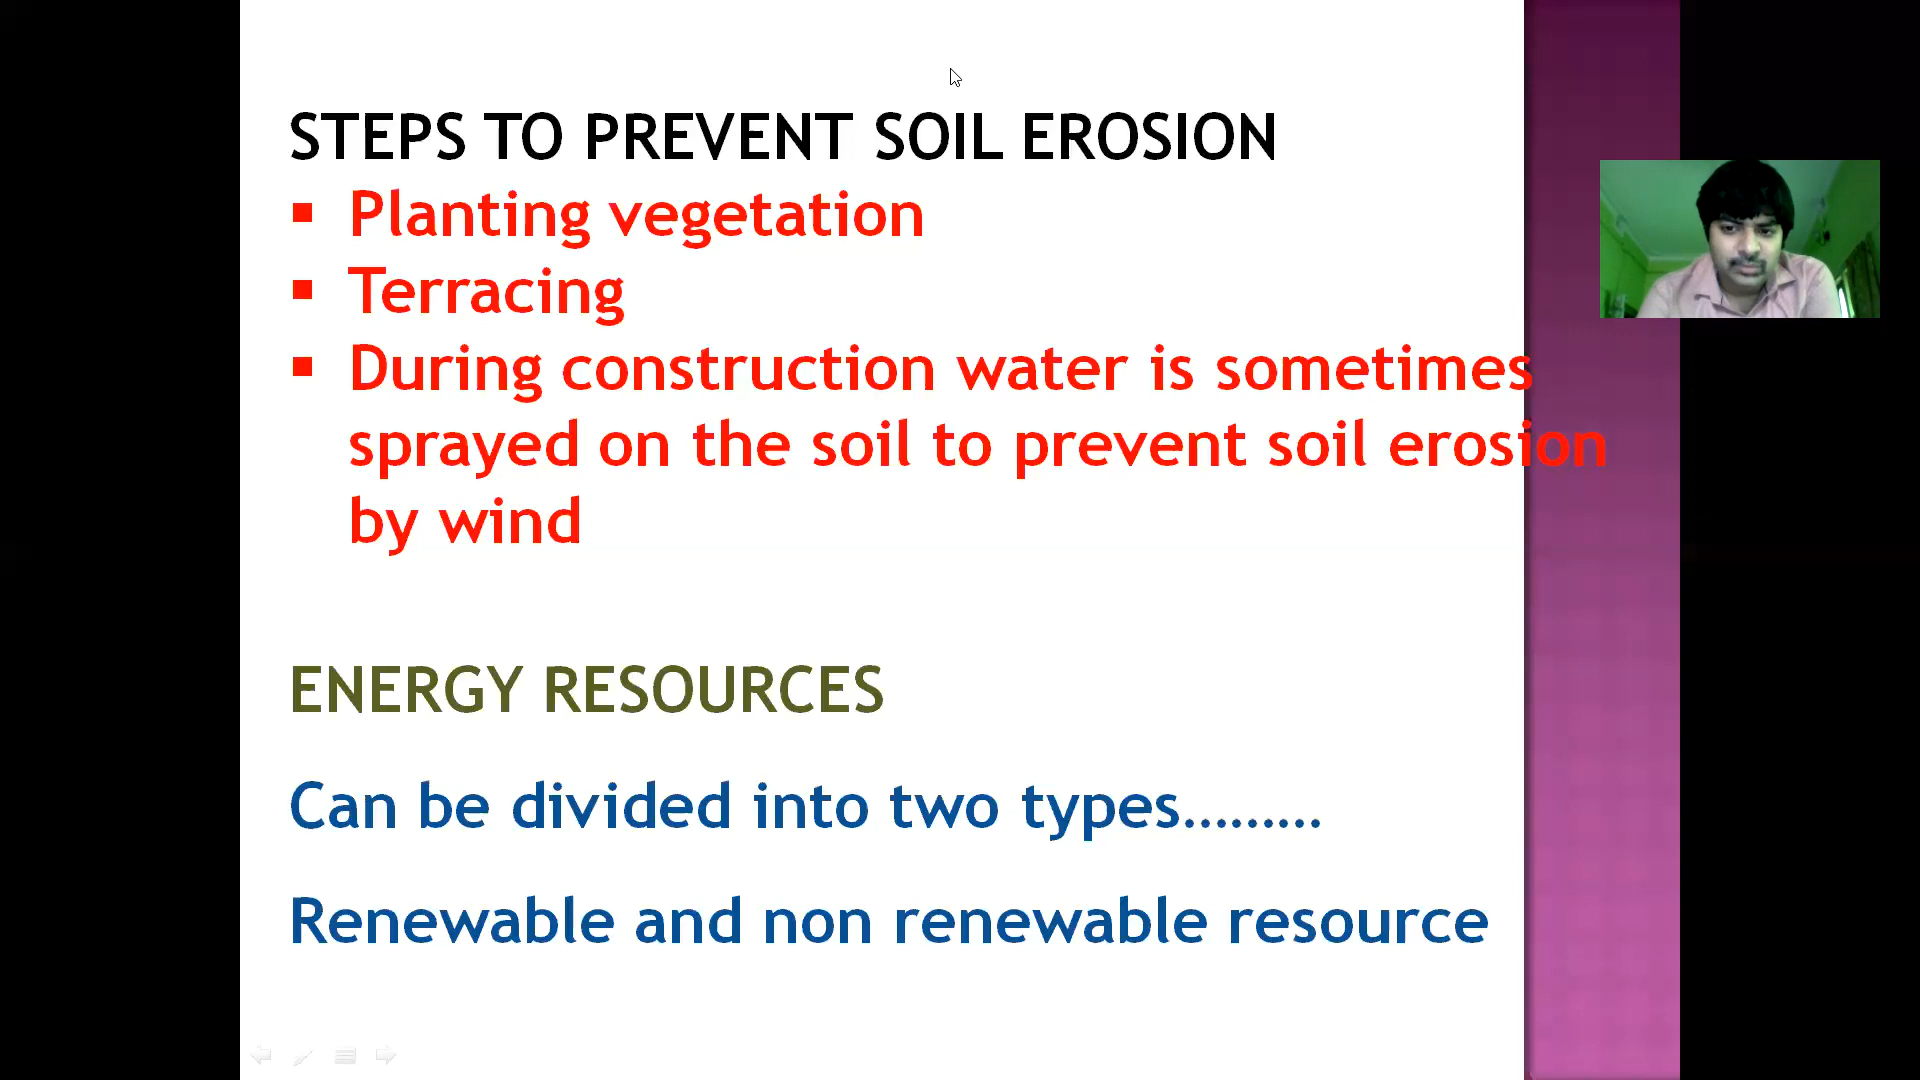 STEPS TO PREVENT SOIL EROSION
▪ Planting vegetation
▪ Terracing
▪ During construction water is sometimes
sprayed on the soil to prevent soil erosion
by wind
ENERGY RESOURCES
Can be divided into two types.........
Renewable and non renewable resource